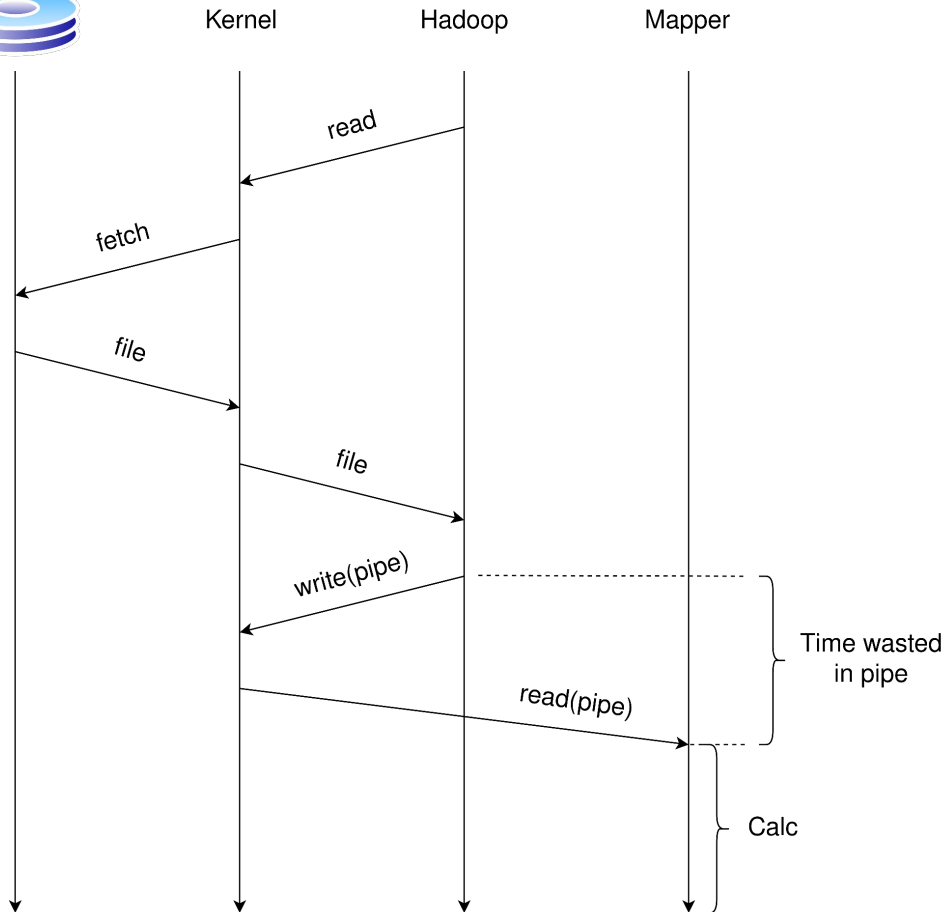 Kernel
Hadoop
Mapper
read
fetch
file
file
write(pipe)
Time wasted
in pipe
read(pipe)
Calc